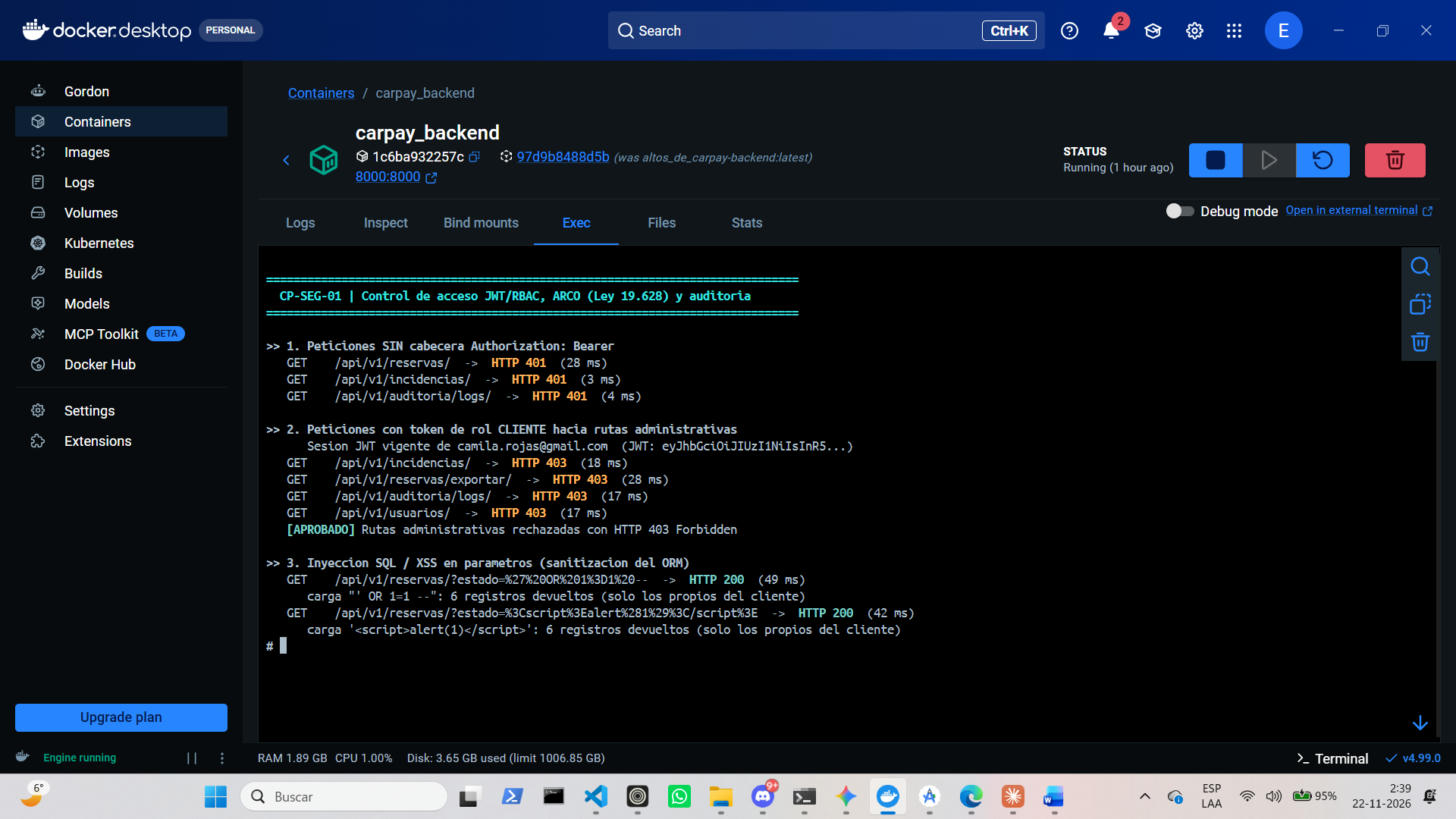 docker.desktop PERSONAL
Search
Ctrl+K
2
E
Gordon
Containers
Images
Logs
Volumes
Kubernetes
Builds
Models
MCP Toolkit BETA
Docker Hub
Settings
Extensions
Upgrade plan
Containers / carpay_backend
carpay_backend
1c6ba932257c 97d9b8488d5b (was altos_de_carpay-backend:latest)
8000:8000
STATUS
Running (1 hour ago)
Logs Inspect Bind mounts Exec Files Stats
Debug mode Open in external terminal
==============================================================================
CP-SEG-01 | Control de acceso JWT/RBAC, ARCO (Ley 19.628) y auditoria
==============================================================================
>> 1. Peticiones SIN cabecera Authorization: Bearer
GET /api/v1/reservas/ -> HTTP 401 (28 ms)
GET /api/v1/incidencias/ -> HTTP 401 (3 ms)
GET /api/v1/auditoria/logs/ -> HTTP 401 (4 ms)
>> 2. Peticiones con token de rol CLIENTE hacia rutas administrativas
Sesion JWT vigente de camila.rojas@gmail.com (JWT: eyJhbGciOiJIUzI1NiIsInR5...)
GET /api/v1/incidencias/ -> HTTP 403 (18 ms)
GET /api/v1/reservas/exportar/ -> HTTP 403 (28 ms)
GET /api/v1/auditoria/logs/ -> HTTP 403 (17 ms)
GET /api/v1/usuarios/ -> HTTP 403 (17 ms)
[APROBADO] Rutas administrativas rechazadas con HTTP 403 Forbidden
>> 3. Inyeccion SQL / XSS en parametros (sanitizacion del ORM)
GET /api/v1/reservas/?estado=%27%20OR%201%3D1%20-- -> HTTP 200 (49 ms)
carga "' OR 1=1 --": 6 registros devueltos (solo los propios del cliente)
GET /api/v1/reservas/?estado=%3Cscript%3Ealert%281%29%3C/script%3E -> HTTP 200 (42 ms)
carga '<script>alert(1)</script>': 6 registros devueltos (solo los propios del cliente)
#
Engine running
RAM 1.89 GB CPU 1.00% Disk: 3.65 GB used (limit 1006.85 GB)
Terminal
v4.99.0
6°
Buscar
9+
ESP
LAA
95%
2:39
22-11-2026